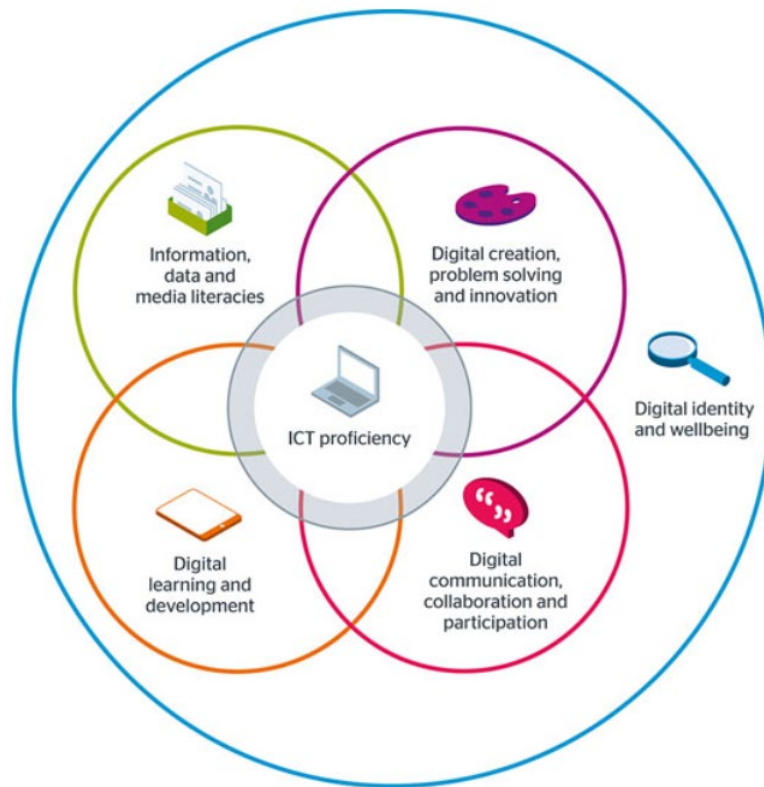 Information,
data and
media literacies
Digital creation,
problem solving
and innovation
Digital identity
and wellbeing
ICT proficiency
Digital
learning and
development
Digital
communication,
collaboration and
participation